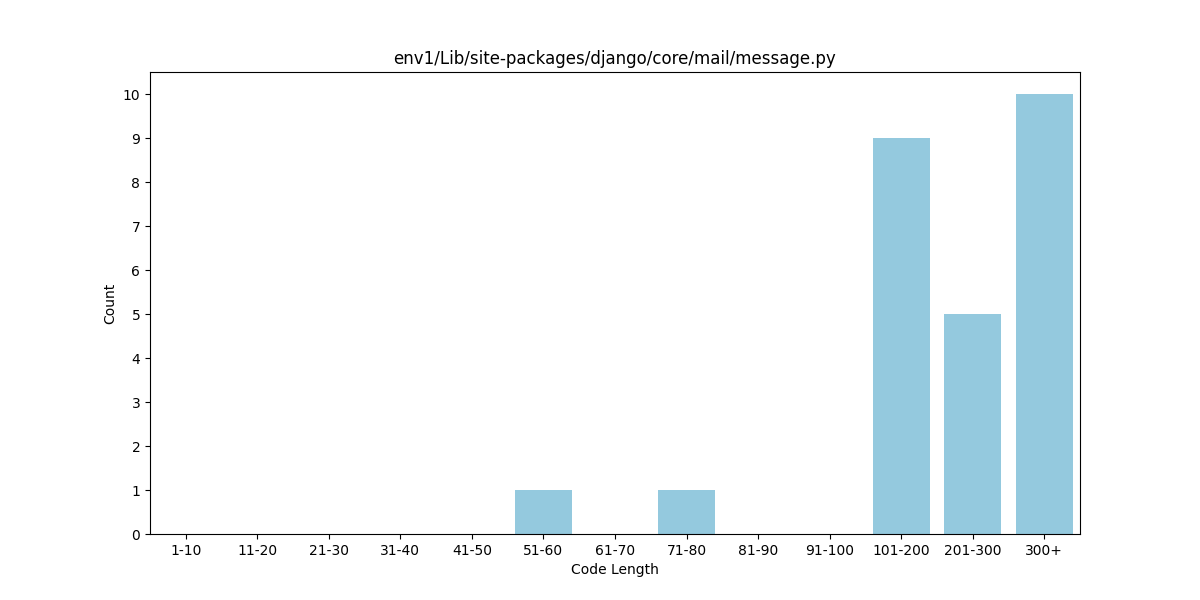 env1/Lib/site-packages/django/core/mail/message.py
10
9
8
7
6
5
4
3
2
1
0
Count
1-10 11-20 21-30 31-40 41-50 51-60 61-70 71-80 81-90 91-100 101-200 201-300 300+
Code Length